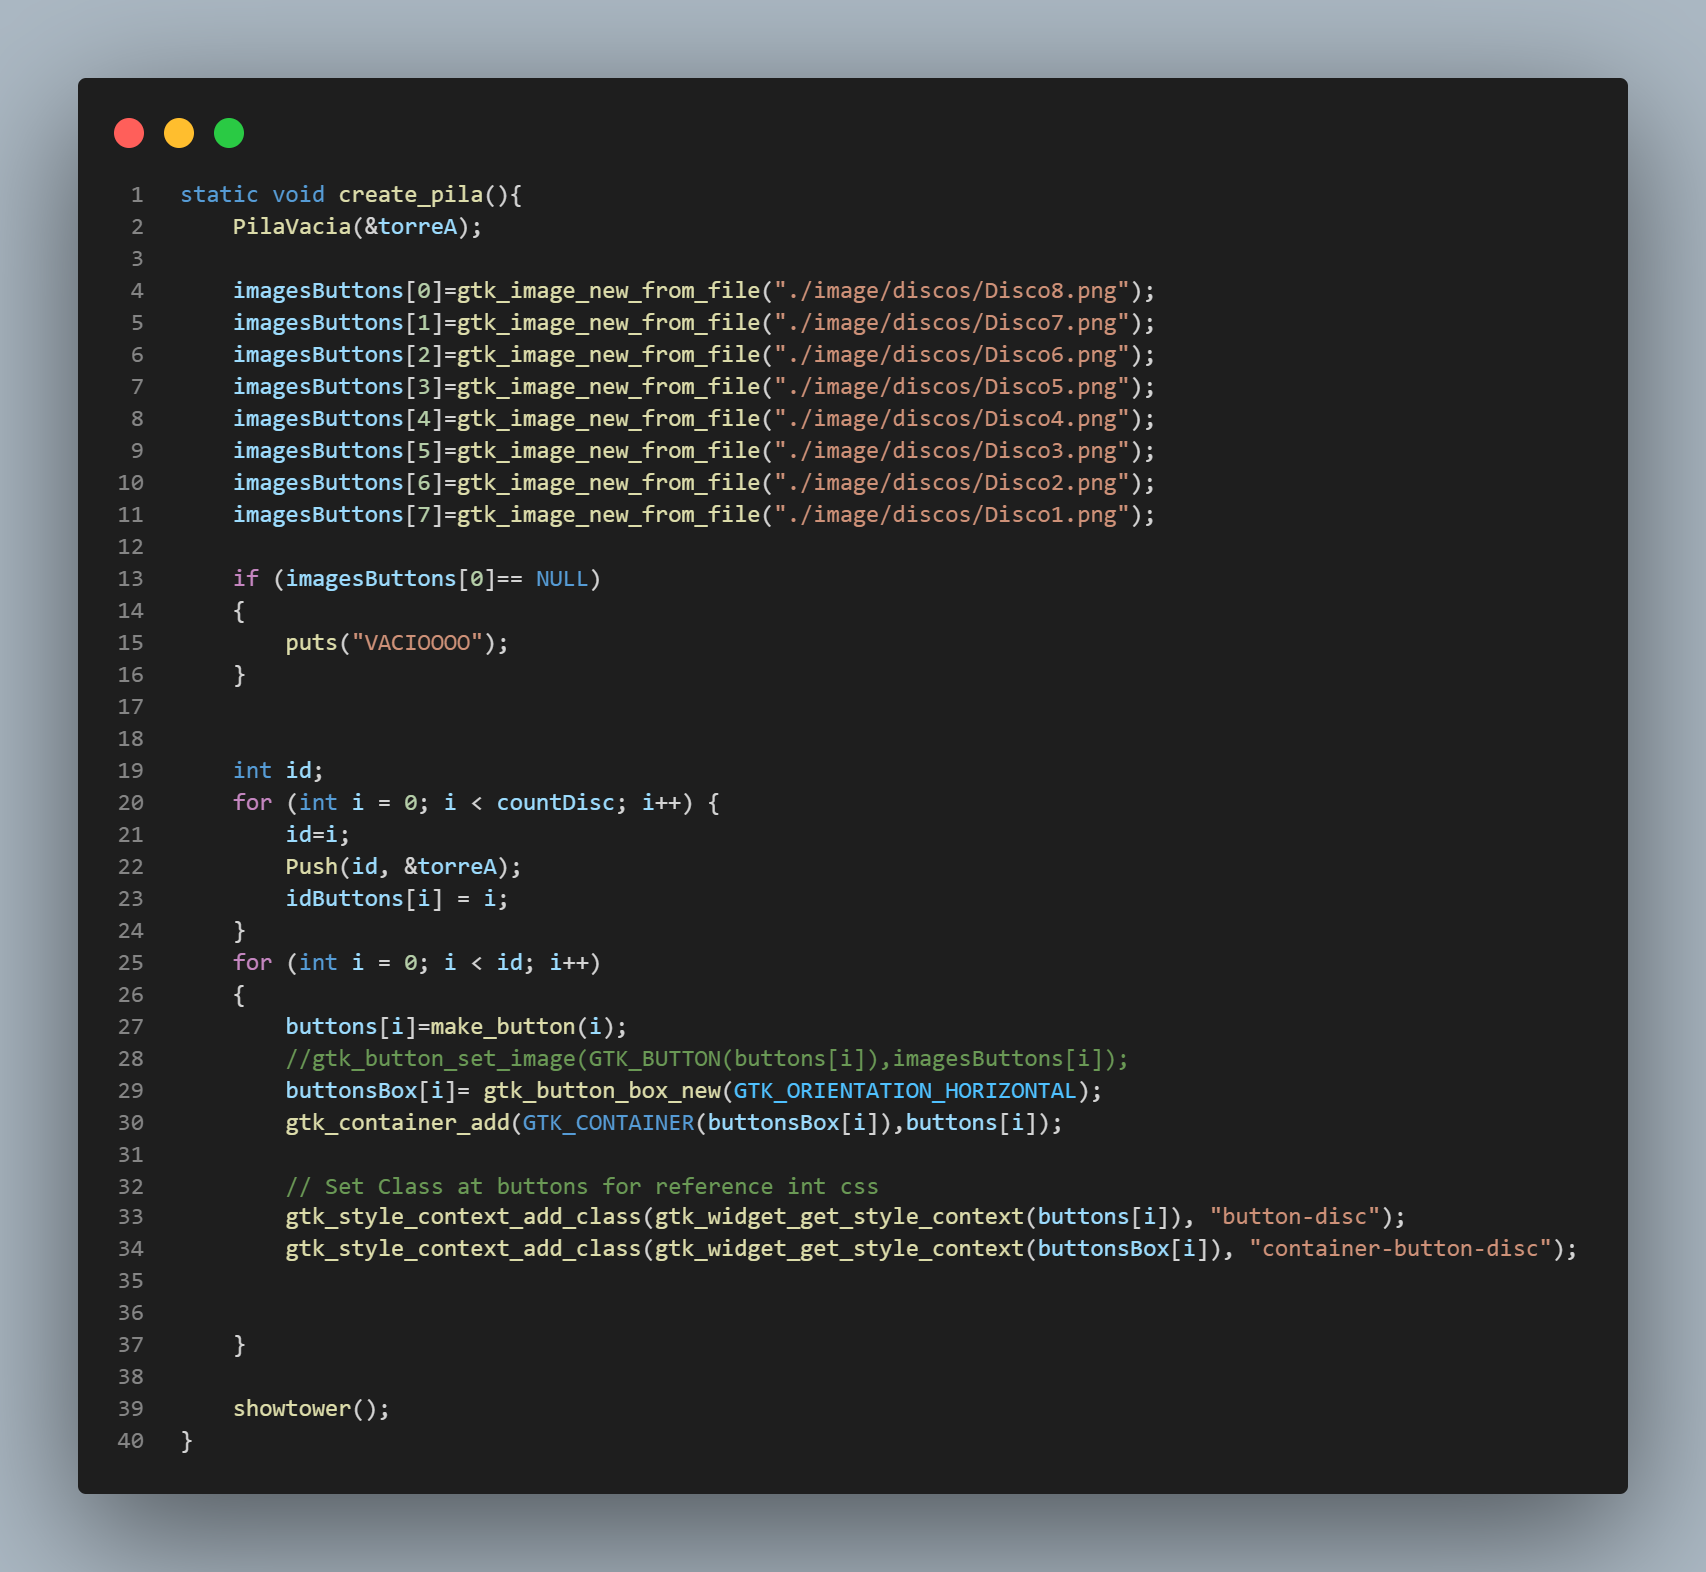 1 static void create_pila(){
2     PilaVacia(&torreA);
3
4     imagesButtons[0]=gtk_image_new_from_file("./image/discos/Disco8.png");
5     imagesButtons[1]=gtk_image_new_from_file("./image/discos/Disco7.png");
6     imagesButtons[2]=gtk_image_new_from_file("./image/discos/Disco6.png");
7     imagesButtons[3]=gtk_image_new_from_file("./image/discos/Disco5.png");
8     imagesButtons[4]=gtk_image_new_from_file("./image/discos/Disco4.png");
9     imagesButtons[5]=gtk_image_new_from_file("./image/discos/Disco3.png");
10     imagesButtons[6]=gtk_image_new_from_file("./image/discos/Disco2.png");
11     imagesButtons[7]=gtk_image_new_from_file("./image/discos/Disco1.png");
12
13     if (imagesButtons[0]== NULL)
14     {
15         puts("VACIOOOO");
16     }
17
18
19     int id;
20     for (int i = 0; i < countDisc; i++) {
21         id=i;
22         Push(id, &torreA);
23         idButtons[i] = i;
24     }
25     for (int i = 0; i < id; i++)
26     {
27         buttons[i]=make_button(i);
28         //gtk_button_set_image(GTK_BUTTON(buttons[i]),imagesButtons[i]);
29         buttonsBox[i]= gtk_button_box_new(GTK_ORIENTATION_HORIZONTAL);
30         gtk_container_add(GTK_CONTAINER(buttonsBox[i]),buttons[i]);
31
32         // Set Class at buttons for reference int css
33         gtk_style_context_add_class(gtk_widget_get_style_context(buttons[i]), "button-disc");
34         gtk_style_context_add_class(gtk_widget_get_style_context(buttonsBox[i]), "container-button-disc");
35
36
37     }
38
39     showtower();
40 }